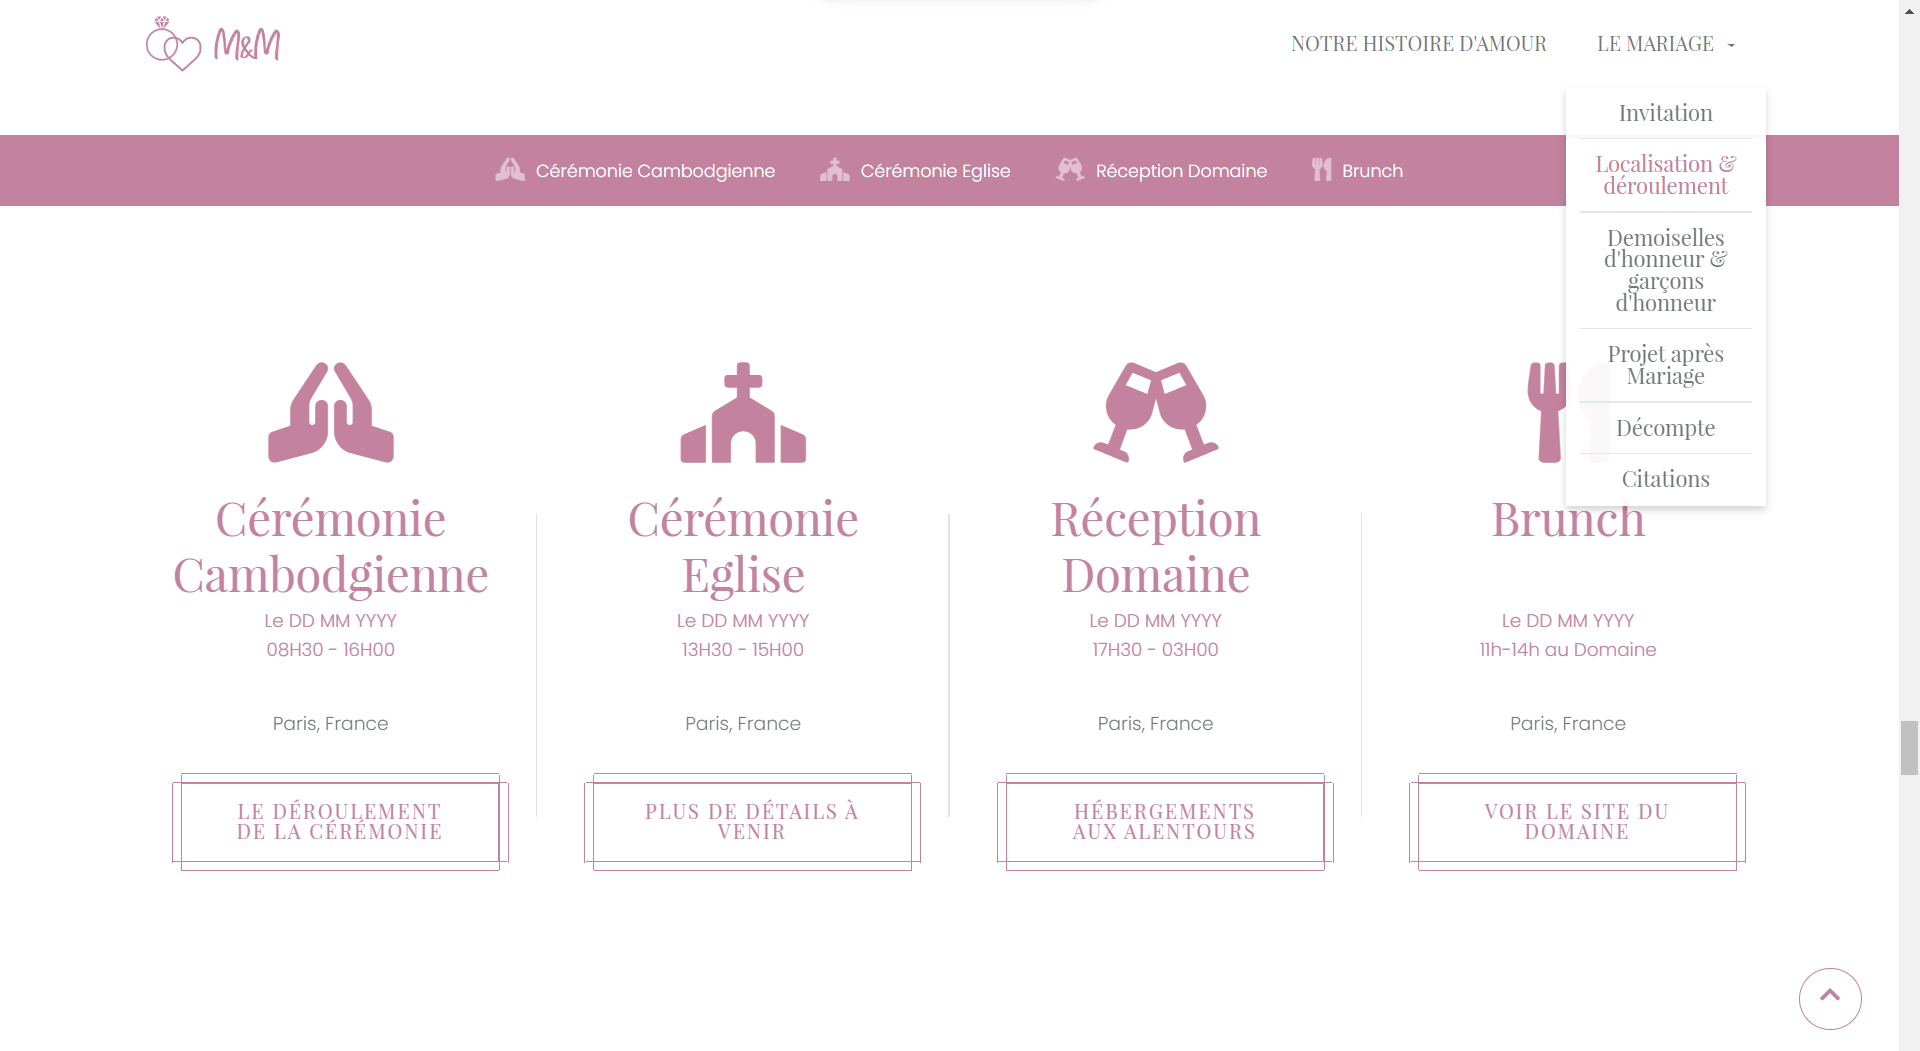 M&M
NOTRE HISTOIRE D'AMOUR
LE MARIAGE
Invitation
Localisation &
déroulement
Demoiselles
d'honneur &
garçons
d'honneur
Projet après
Mariage
Décompte
Citations
Cérémonie Cambodgienne
Cérémonie Eglise
Réception Domaine
Brunch
Cérémonie
Cambodgienne
Le DD MM YYYY
08H30 - 16H00
Paris, France
LE DÉROULEMENT
DE LA CÉRÉMONIE
Cérémonie
Eglise
Le DD MM YYYY
13H30 - 15H00
Paris, France
PLUS DE DÉTAILS À
VENIR
Réception
Domaine
Le DD MM YYYY
17H30 - 03H00
Paris, France
HÉBERGEMENTS
AUX ALENTOURS
Brunch
Le DD MM YYYY
11h-14h au Domaine
Paris, France
VOIR LE SITE DU
DOMAINE